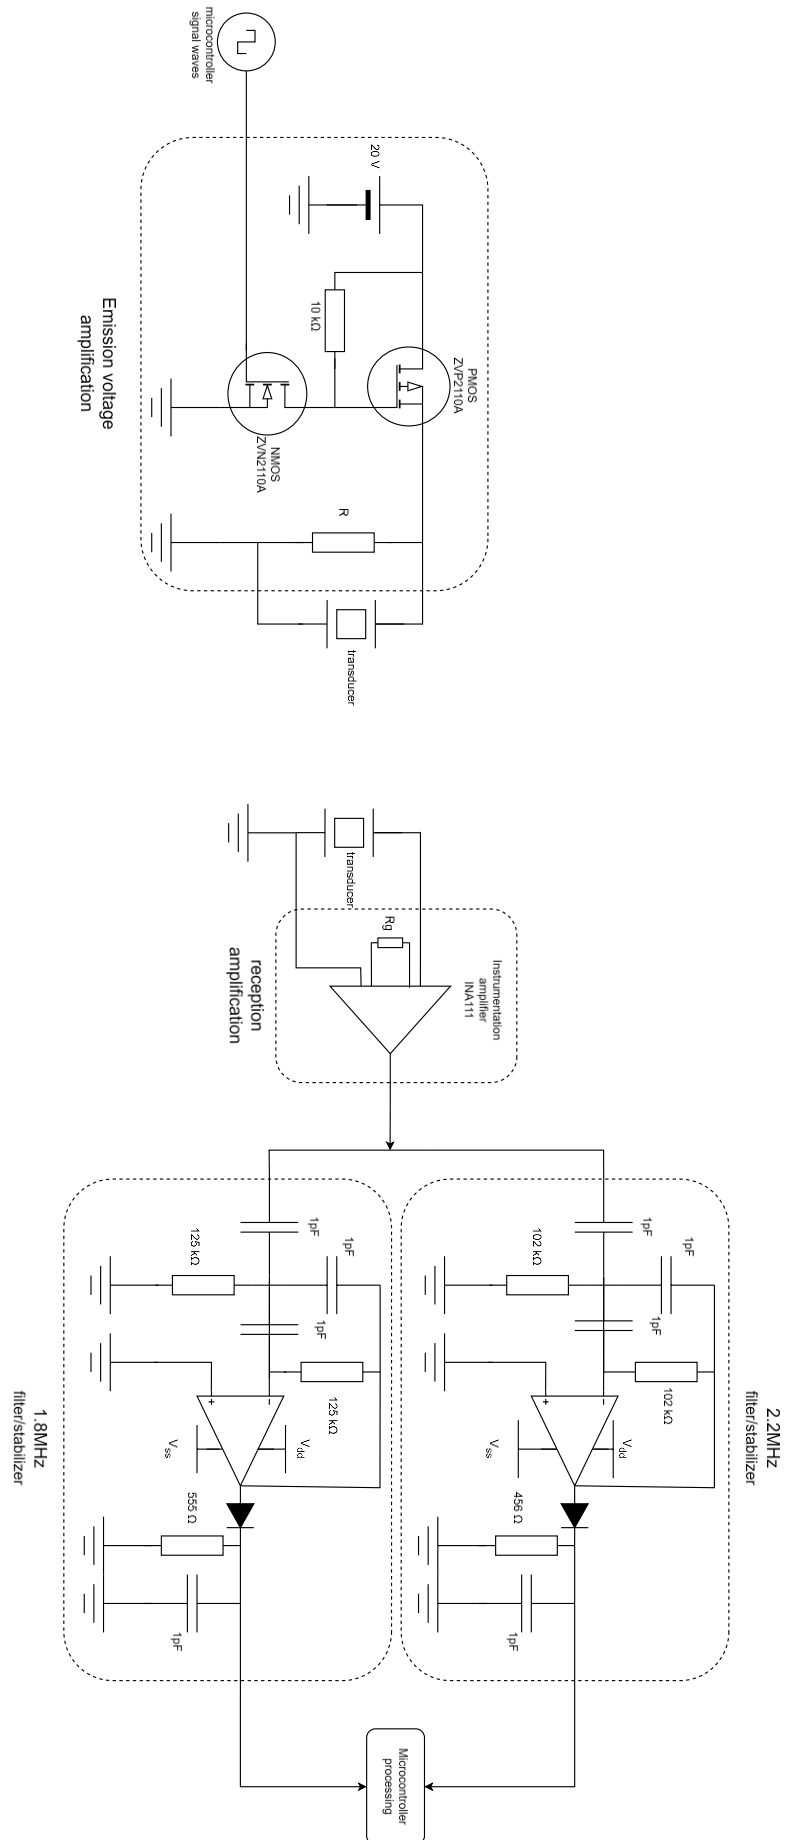 microcontroller
signal waves
20 V
10 kΩ
PMOS
ZVP2110A
NMOS
ZVN2110A
R
transducer
Emission voltage
amplification
transducer
Rg
Instrumentation
amplifier
INA111
reception
amplification
2.2MHz
filter/stabilizer
1pF
1pF
102 kΩ
1pF
102 kΩ
-
+
Vdd
Vss
456 Ω
1pF
1pF
1pF
125 kΩ
1pF
125 kΩ
-
+
Vdd
Vss
555 Ω
1pF
1.8MHz
filter/stabilizer
Microcontroller
processing